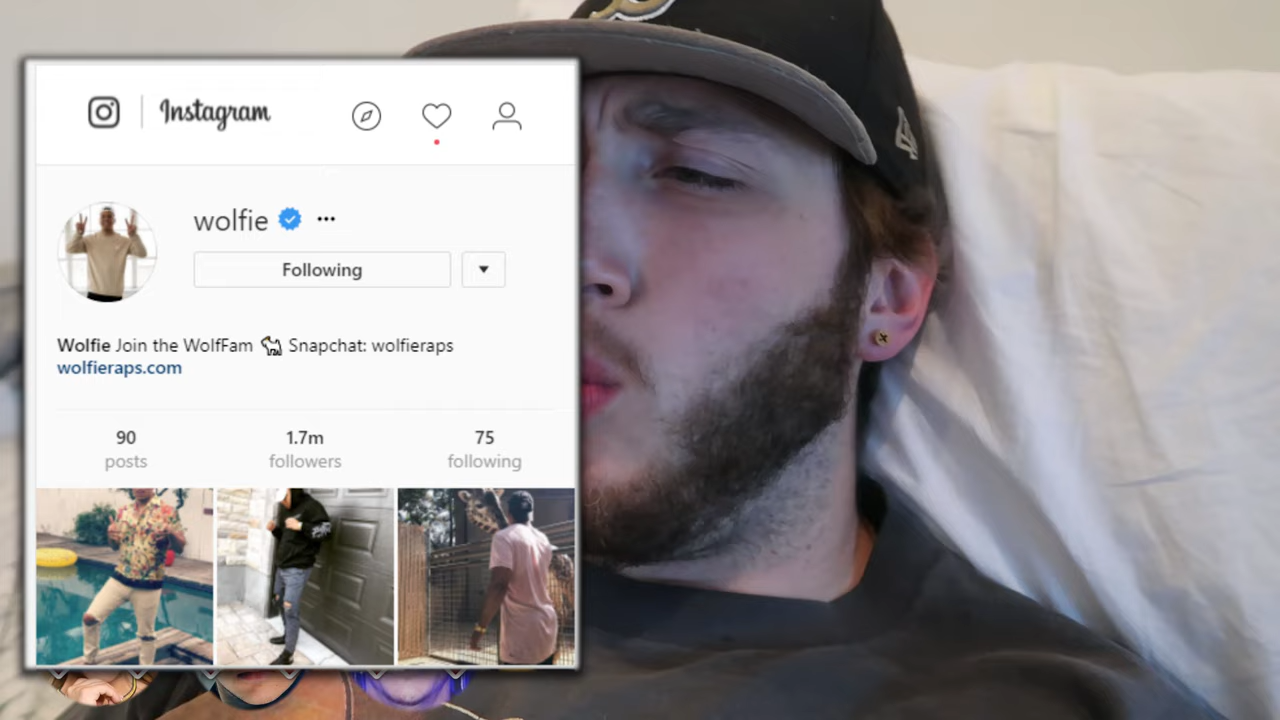 Instagram
wolfie
Following
Wolfie Join the WolfFam 🐺 Snapchat: wolfieraps
wolfieraps.com
90 1.7m 75
posts followers following